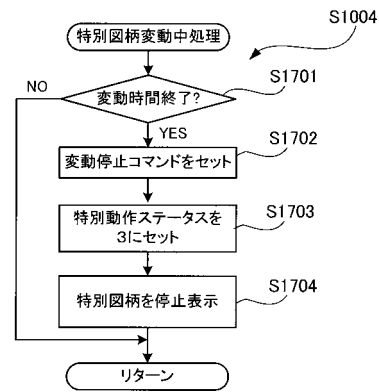 S1004
特別図柄変動中処理
S1701
NO
変動時間終了?
YES
S1702
変動停止コマンドをセット
S1703
特別動作ステータスを
3にセット
S1704
特別図柄を停止表示
リターン